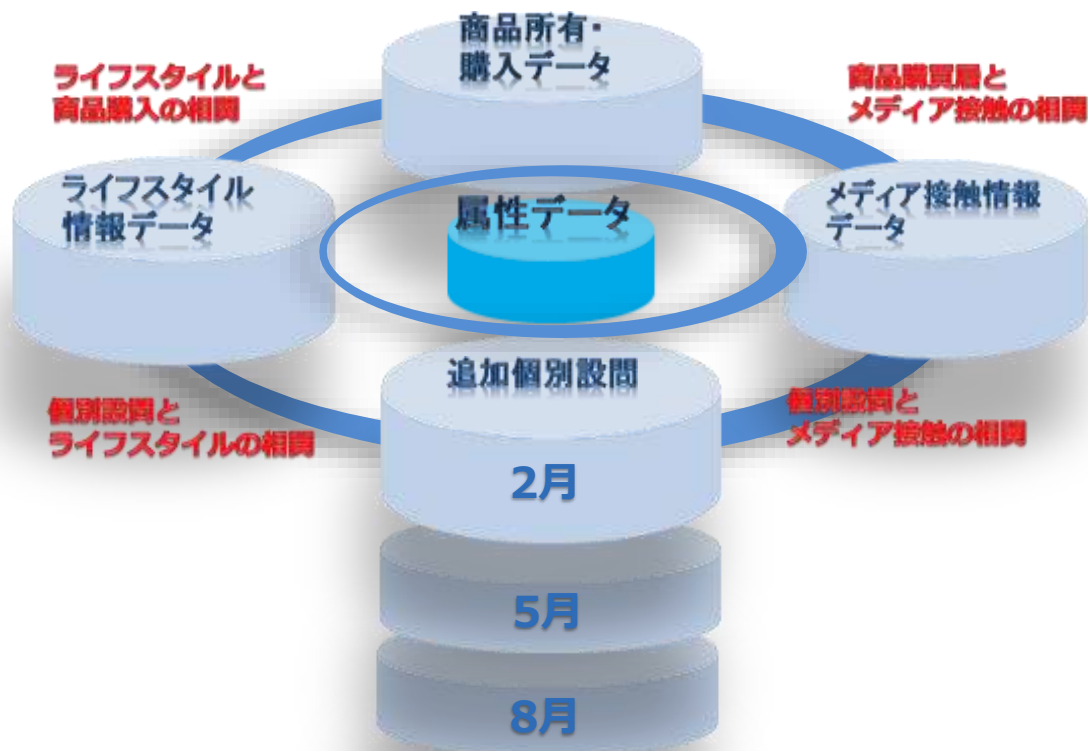 商品所有・
購入データ
ライフスタイルと
商品購入の相関
商品購買層と
メディア接触の相関
ライフスタイル
情報データ
属性データ
メディア接触情報
データ
追加個別設問
個別設問と
ライフスタイルの相関
個別設問と
メディア接触の相関
2月
5月
8月